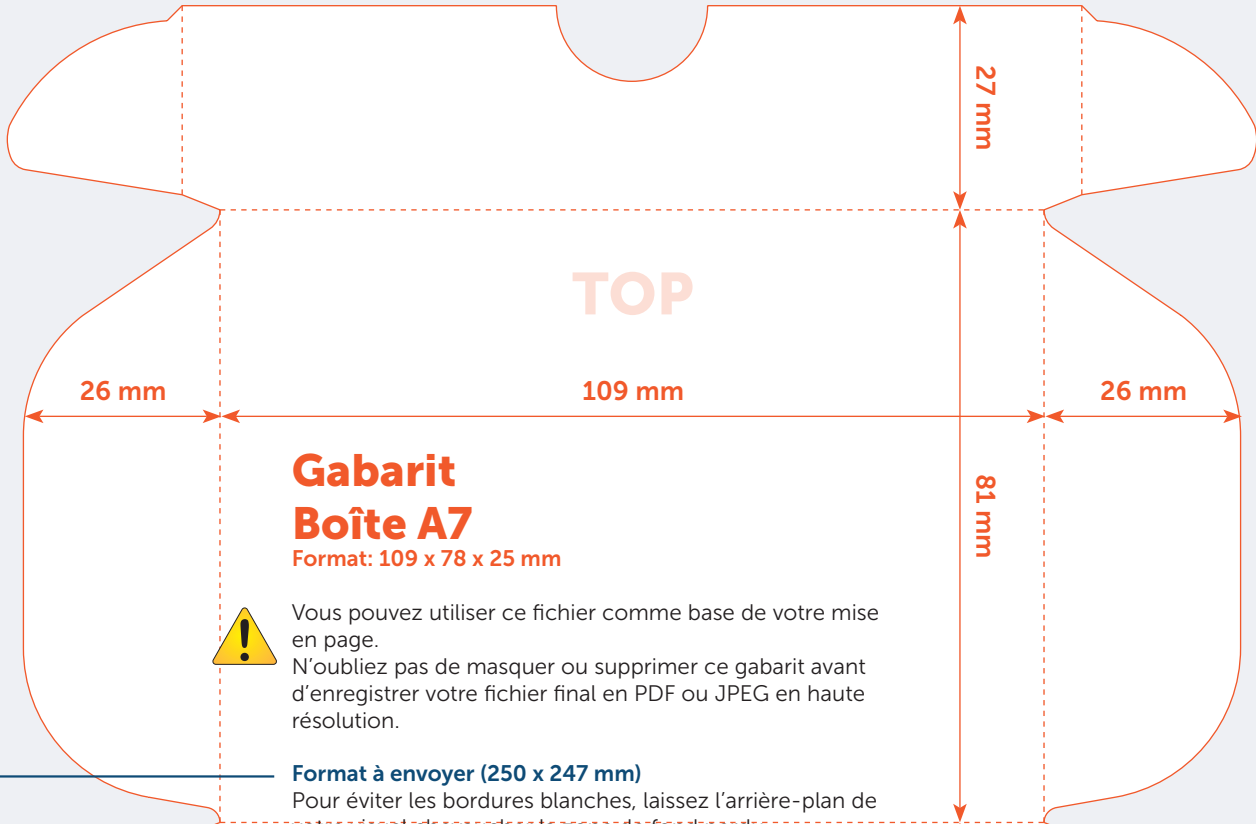 27 mm
TOP
26 mm
109 mm
26 mm
Gabarit
Boîte A7
Format: 109 x 78 x 25 mm
81 mm
Vous pouvez utiliser ce fichier comme base de votre mise
en page.
N'oubliez pas de masquer ou supprimer ce gabarit avant
d'enregistrer votre fichier final en PDF ou JPEG en haute
résolution.
Format à envoyer (250 x 247 mm)
Pour éviter les bordures blanches, laissez l'arrière-plan de